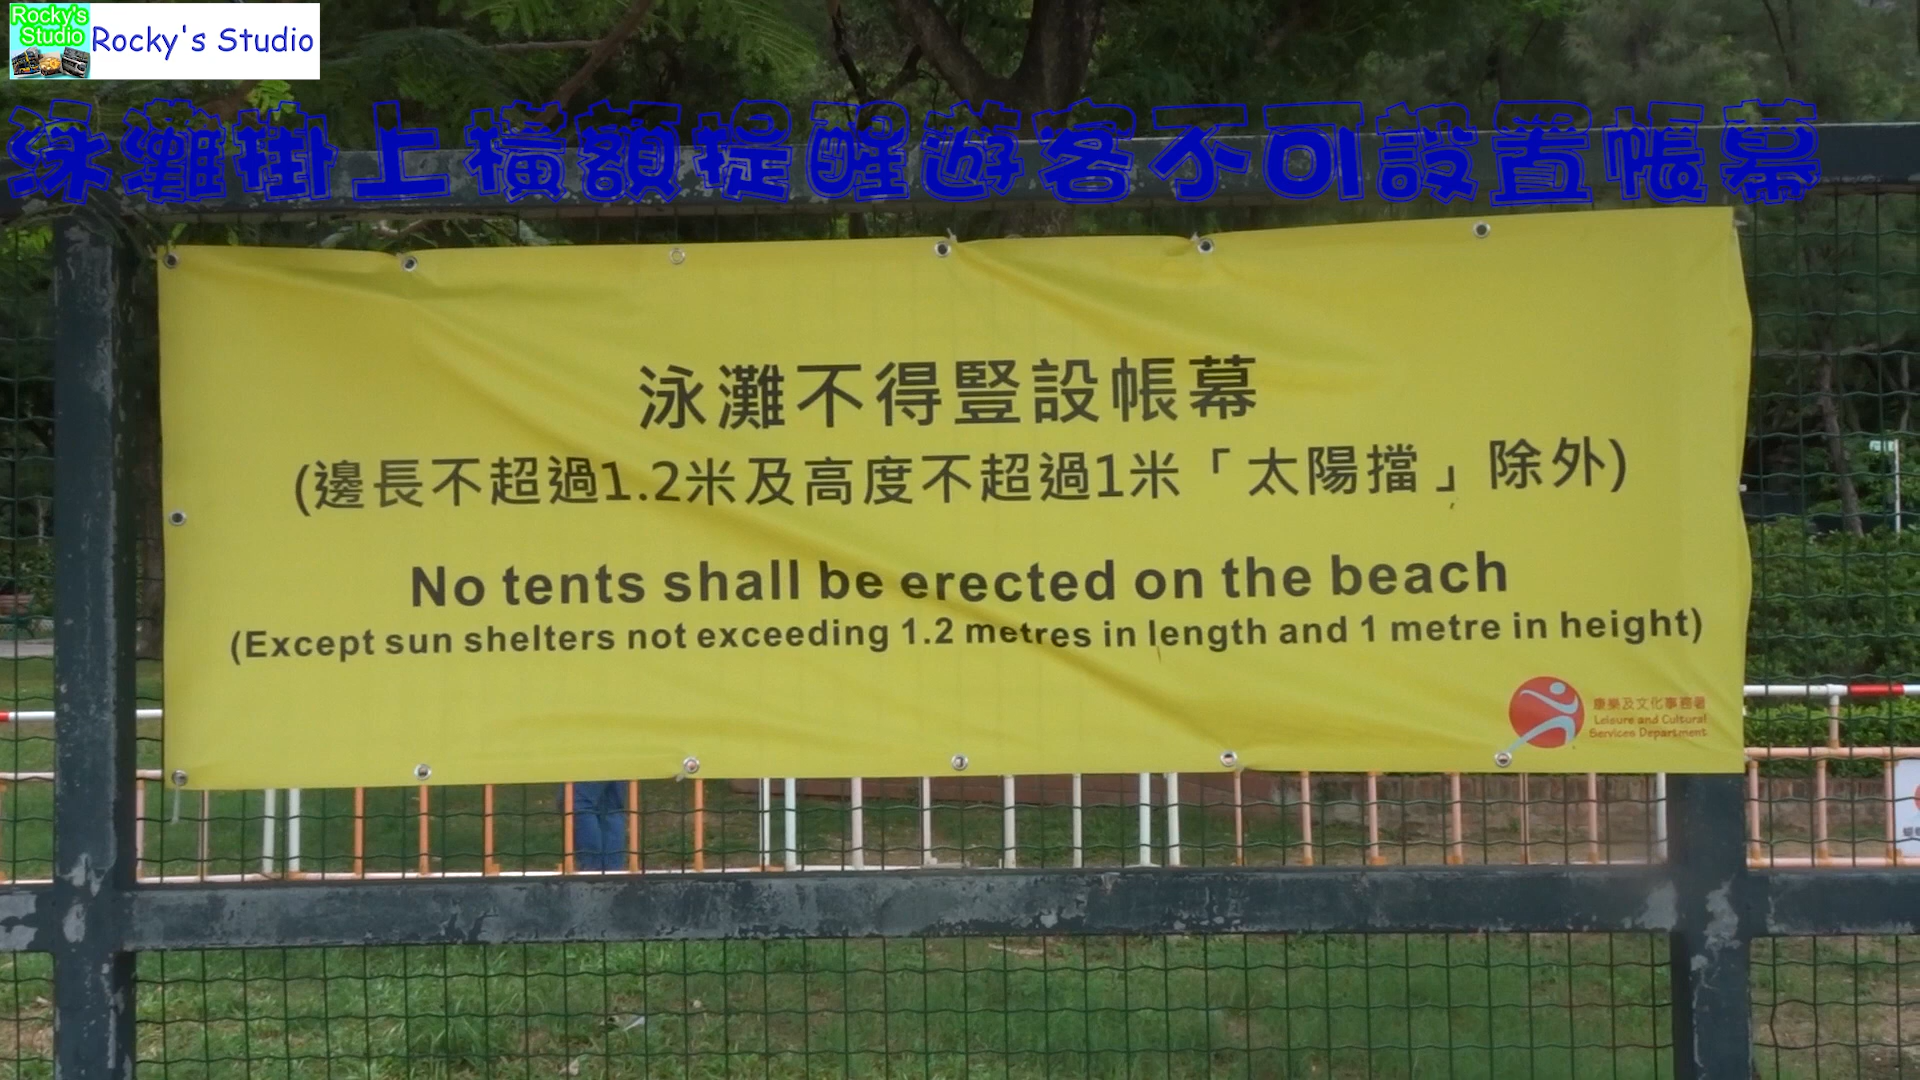 Rocky's
Studio
Rocky's Studio
泳灘掛上橫額提醒遊客不可設置帳幕
泳灘不得豎設帳幕
(邊長不超過1.2米及高度不超過1米「太陽擋」除外)
No tents shall be erected on the beach
(Except sun shelters not exceeding 1.2 metres in length and 1 metre in height)
康樂及文化事務署
Leisure and Cultural
Services Department